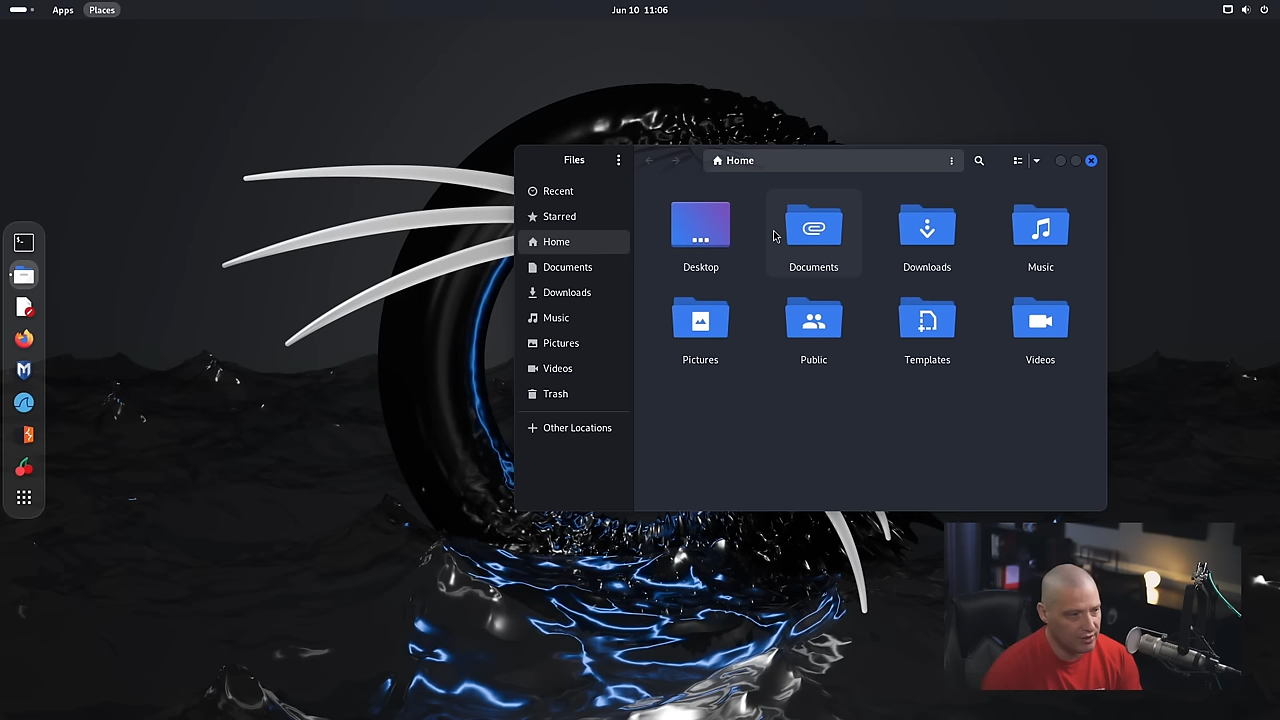 Apps Places Jun 10 11:06
Files Home
Recent
Starred
Home
Documents
Downloads
Music
Pictures
Videos
Trash
Other Locations
Desktop Documents Downloads Music
Pictures Public Templates Videos